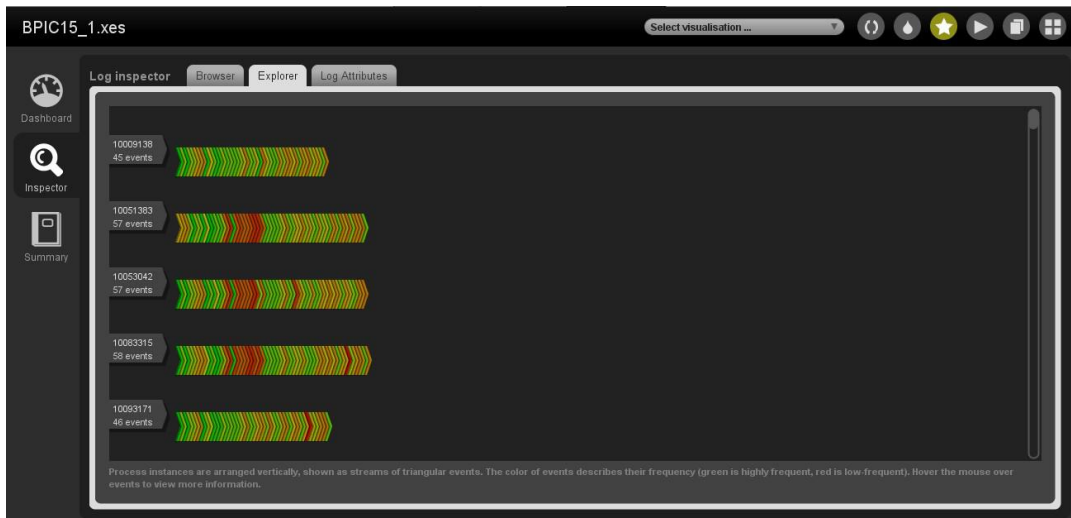 BPIC15_1.xes
Select visualisation ...
Log inspector
Browser
Explorer
Log Attributes
Dashboard
Inspector
Summary
10009138
45 events
10051383
57 events
10053042
57 events
10083315
58 events
10093171
46 events
Process instances are arranged vertically, shown as streams of triangular events. The color of events describes their frequency (green is highly frequent, red is low-frequent). Hover the mouse over
events to view more information.